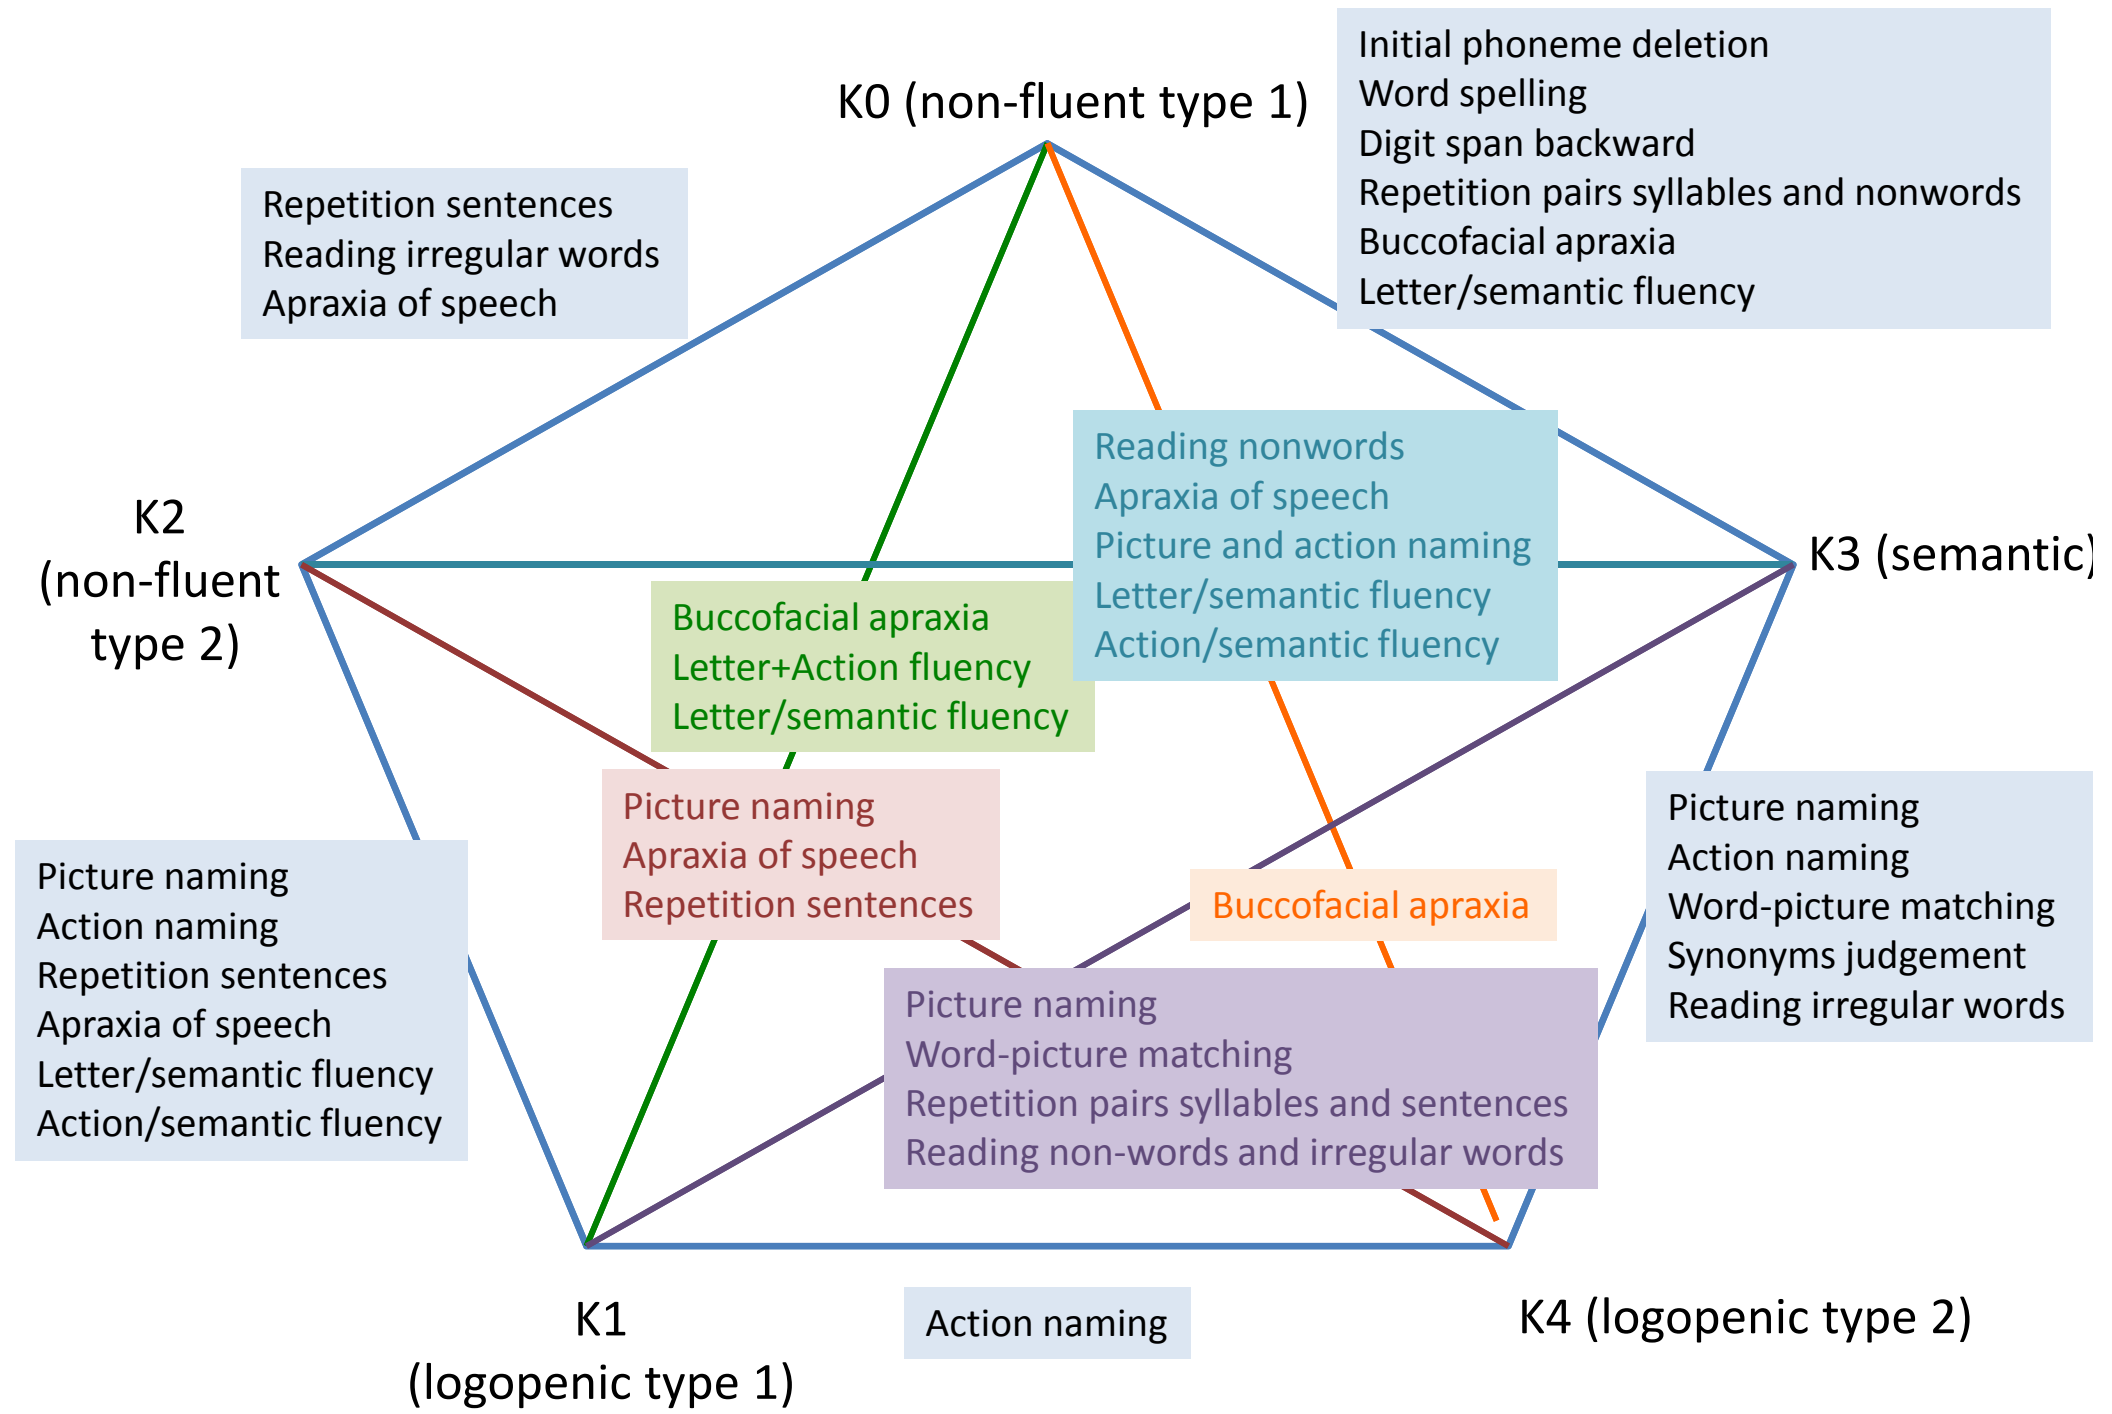 K0 (non-fluent type 1)
Initial phoneme deletion
Word spelling
Digit span backward
Repetition pairs syllables and nonwords
Buccofacial apraxia
Letter/semantic fluency
Repetition sentences
Reading irregular words
Apraxia of speech
K2
(non-fluent
type 2)
Reading nonwords
Apraxia of speech
Picture and action naming
Letter/semantic fluency
Action/semantic fluency
K3 (semantic)
Buccofacial apraxia
Letter+Action fluency
Letter/semantic fluency
Picture naming
Apraxia of speech
Repetition sentences
Buccofacial apraxia
Picture naming
Action naming
Word-picture matching
Synonyms judgement
Reading irregular words
Picture naming
Action naming
Repetition sentences
Apraxia of speech
Letter/semantic fluency
Action/semantic fluency
Picture naming
Word-picture matching
Repetition pairs syllables and sentences
Reading non-words and irregular words
K1
(logopenic type 1)
Action naming
K4 (logopenic type 2)